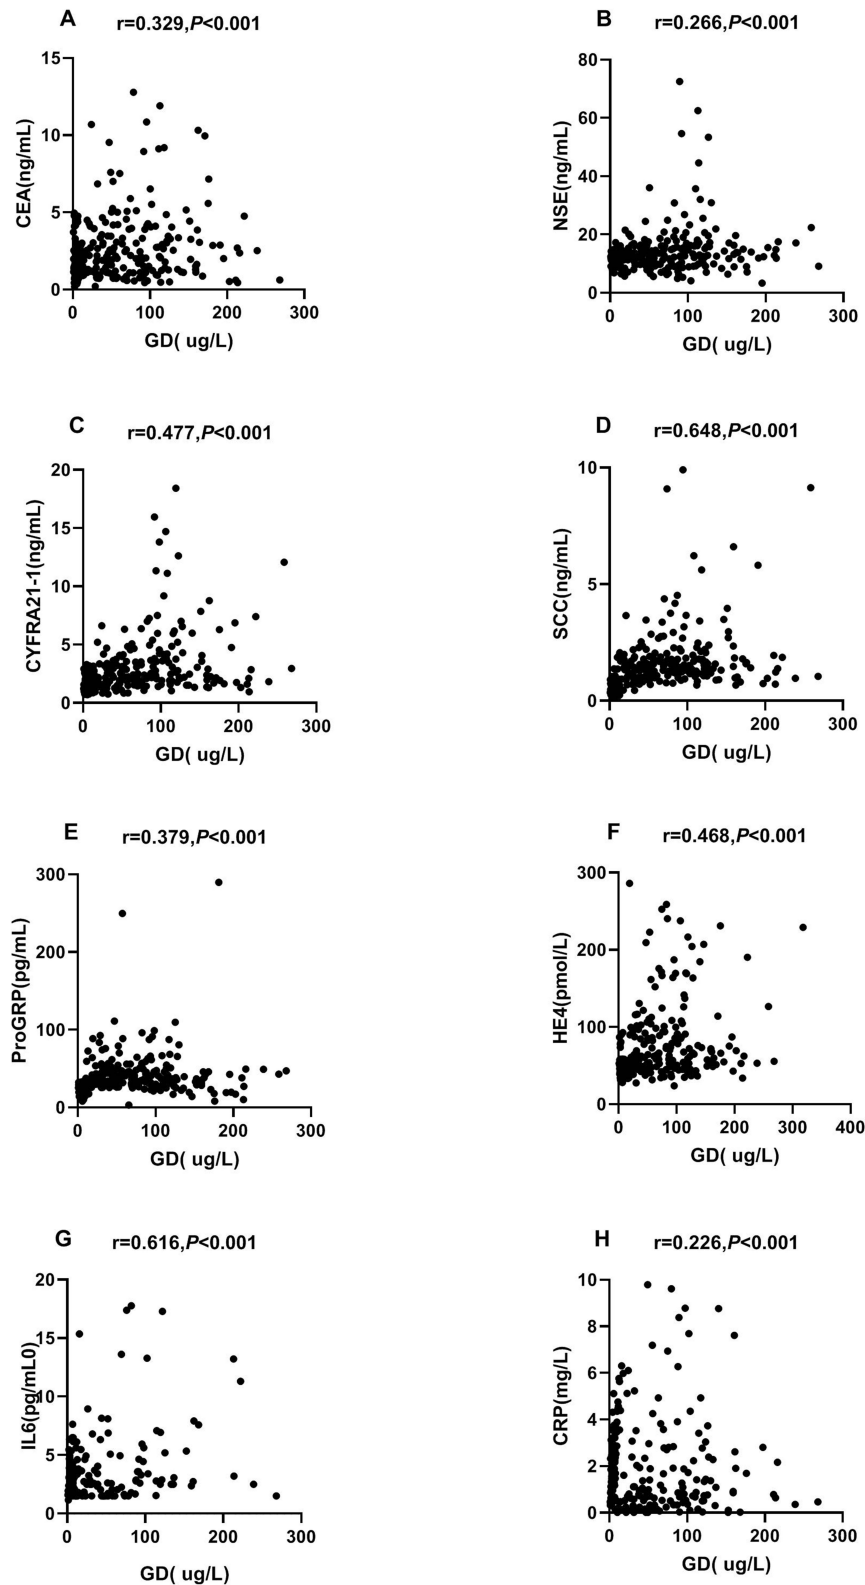 A
r=0.329,P<0.001
15
10
5
0
CEA(ng/mL)
0 100 200 300
GD( ug/L)
B
r=0.266,P<0.001
80
60
40
20
0
NSE(ng/mL)
0 100 200 300
GD( ug/L)
C
r=0.477,P<0.001
20
15
10
5
0
CYFRA21-1(ng/mL)
0 100 200 300
GD( ug/L)
D
r=0.648,P<0.001
10
5
0
SCC(ng/mL)
0 100 200 300
GD( ug/L)
E
r=0.379,P<0.001
300
200
100
0
ProGRP(pg/mL)
0 100 200 300
GD( ug/L)
F
r=0.468,P<0.001
300
200
100
0
HE4(pmol/L)
0 100 200 300 400
GD( ug/L)
G
r=0.616,P<0.001
20
15
10
5
0
IL6(pg/mL0)
0 100 200 300
GD( ug/L)
H
r=0.226,P<0.001
10
8
6
4
2
0
CRP(mg/L)
0 100 200 300
GD( ug/L)